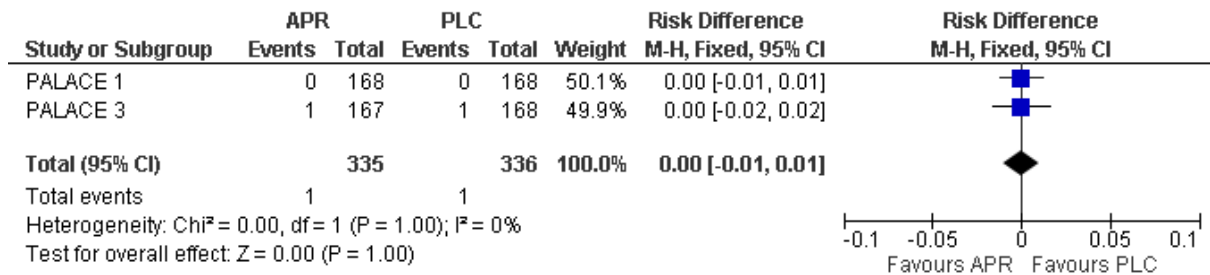 APR PLC Risk Difference Risk Difference
Study or Subgroup Events Total Events Total Weight M-H, Fixed, 95% CI M-H, Fixed, 95% CI
PALACE 1 0 168 0 168 50.1% 0.00 [-0.01, 0.01]
PALACE 3 1 167 1 168 49.9% 0.00 [-0.02, 0.02]
Total (95% CI) 335 336 100.0% 0.00 [-0.01, 0.01]
Total events 1 1
Heterogeneity: Chi² = 0.00, df = 1 (P = 1.00); I² = 0%
Test for overall effect: Z = 0.00 (P = 1.00)
-0.1 -0.05 0 0.05 0.1
Favours APR Favours PLC